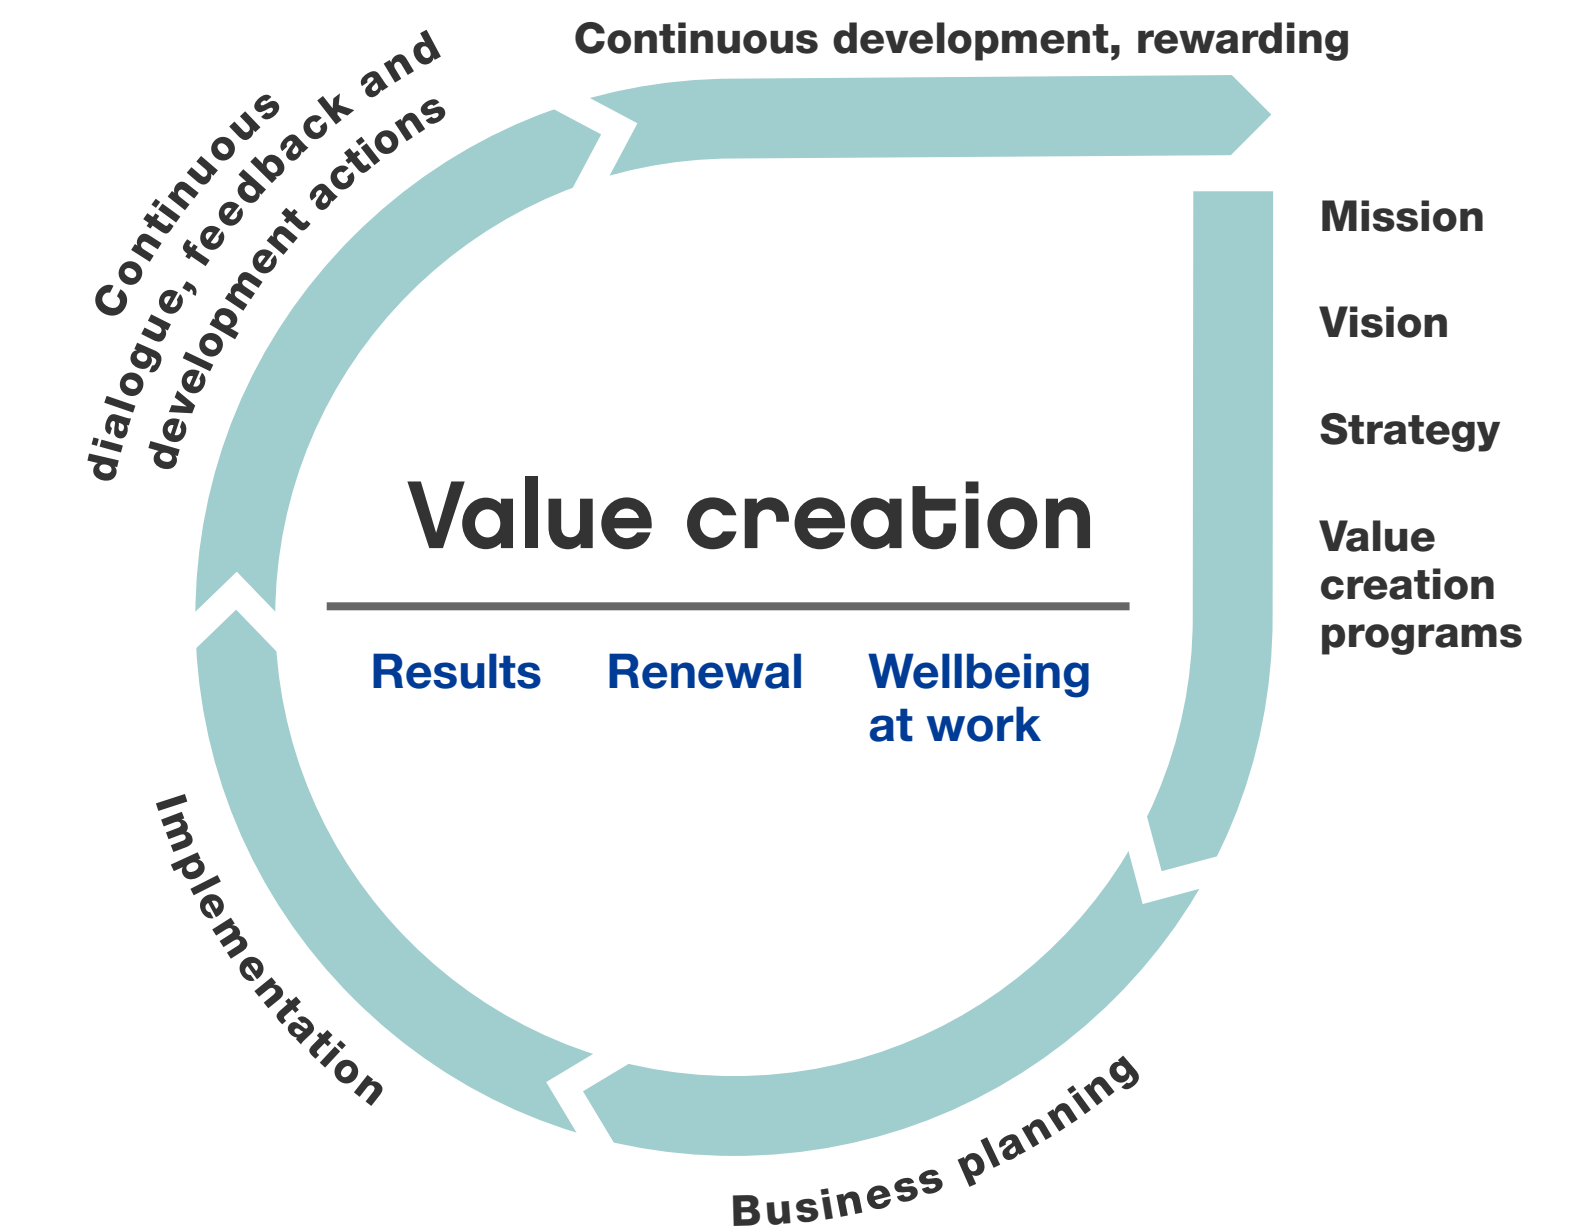 Continuous development, rewarding
Continuous
dialogue, feedback and
development actions
Mission
Vision
Strategy
Value
creation
programs
Value creation
Results
Renewal
Wellbeing
at work
Implementation
Business planning